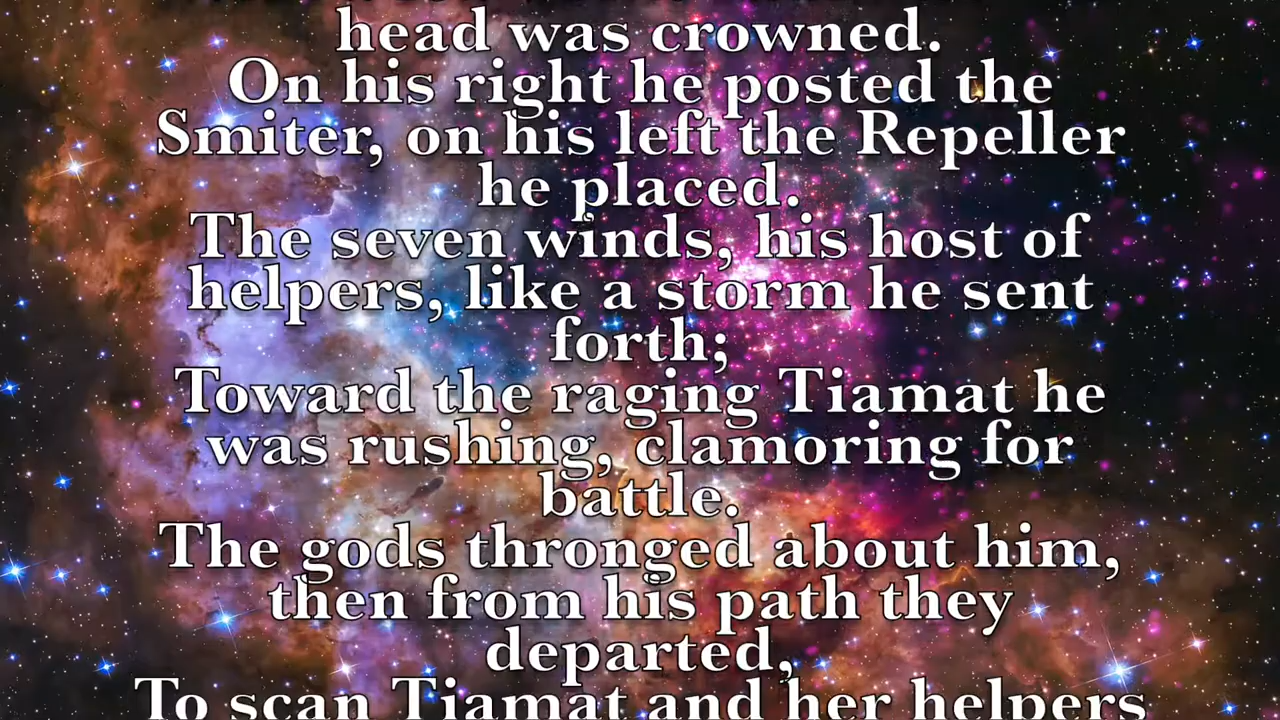 head was crowned.
On his right he posted the
Smiter, on his left the Repeller
he placed.
The seven winds, his host of
helpers, like a storm he sent
forth;
Toward the raging Tiamat he
was rushing, clamoring for
battle.
The gods thronged about him,
then from his path they
departed,
To scan Tiamat and her helpers